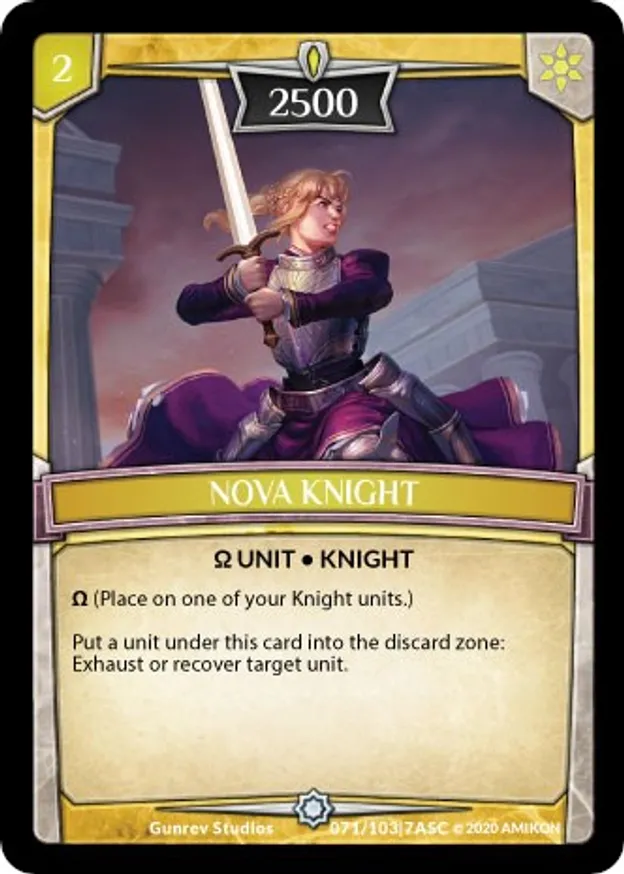 2
2500
NOVA KNIGHT
Ω UNIT • KNIGHT
Ω (Place on one of your Knight units.)
Put a unit under this card into the discard zone:
Exhaust or recover target unit.
Gunrev Studios 071/103|7ASC © 2020 AMIKON